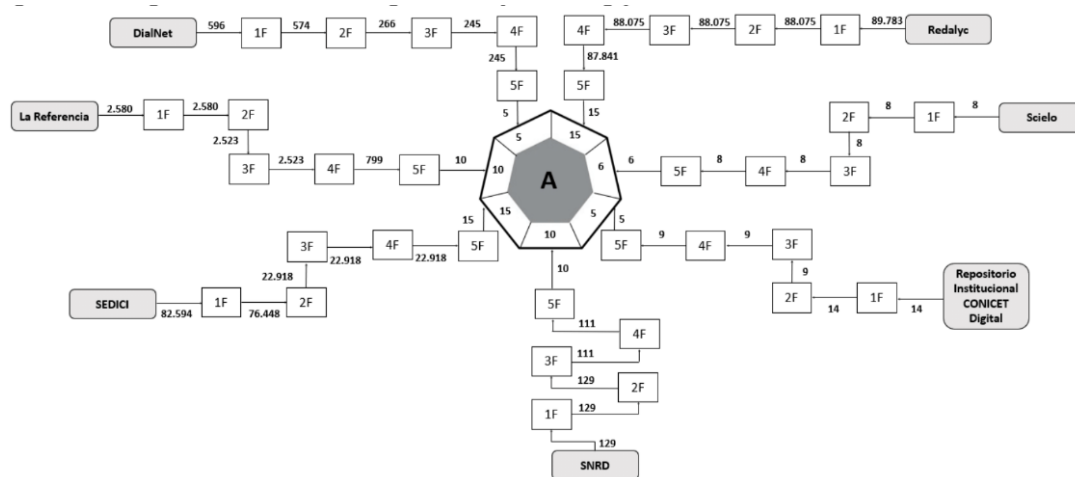 DialNet
596
1F
574
2F
266
3F
245
4F
245
5F
5
5
Redalyc
89.783
1F
88.075
2F
88.075
3F
88.075
4F
87.841
5F
15
15
La Referencia
2.580
1F
2.580
2F
2.523
3F
2.523
4F
799
5F
10
10
A
Scielo
8
1F
8
2F
8
3F
8
4F
8
5F
6
6
SEDICI
82.594
1F
76.448
2F
22.918
3F
22.918
4F
22.918
5F
15
15
Repositorio
Institucional
CONICET
Digital
14
1F
14
2F
9
3F
9
4F
9
5F
5
5
SNRD
129
1F
129
2F
129
3F
111
4F
111
5F
10
10